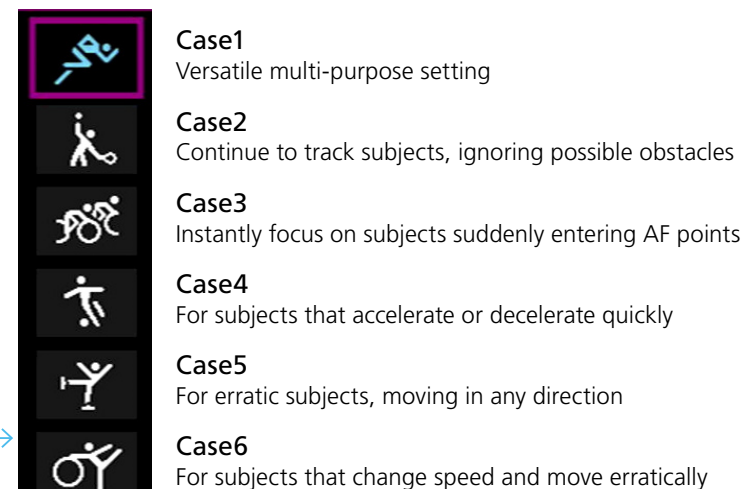 Case1
Versatile multi-purpose setting
Case2
Continue to track subjects, ignoring possible obstacles
Case3
Instantly focus on subjects suddenly entering AF points
Case4
For subjects that accelerate or decelerate quickly
Case5
For erratic subjects, moving in any direction
Case6
For subjects that change speed and move erratically